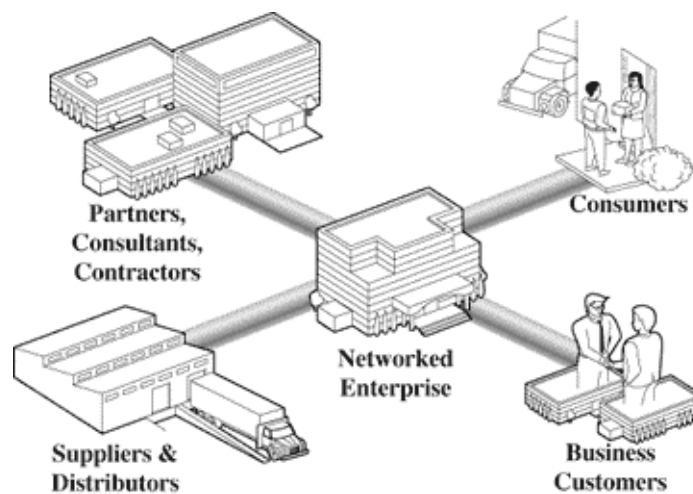 Partners,
Consultants,
Contractors
Consumers
Networked
Enterprise
Suppliers &
Distributors
Business
Customers